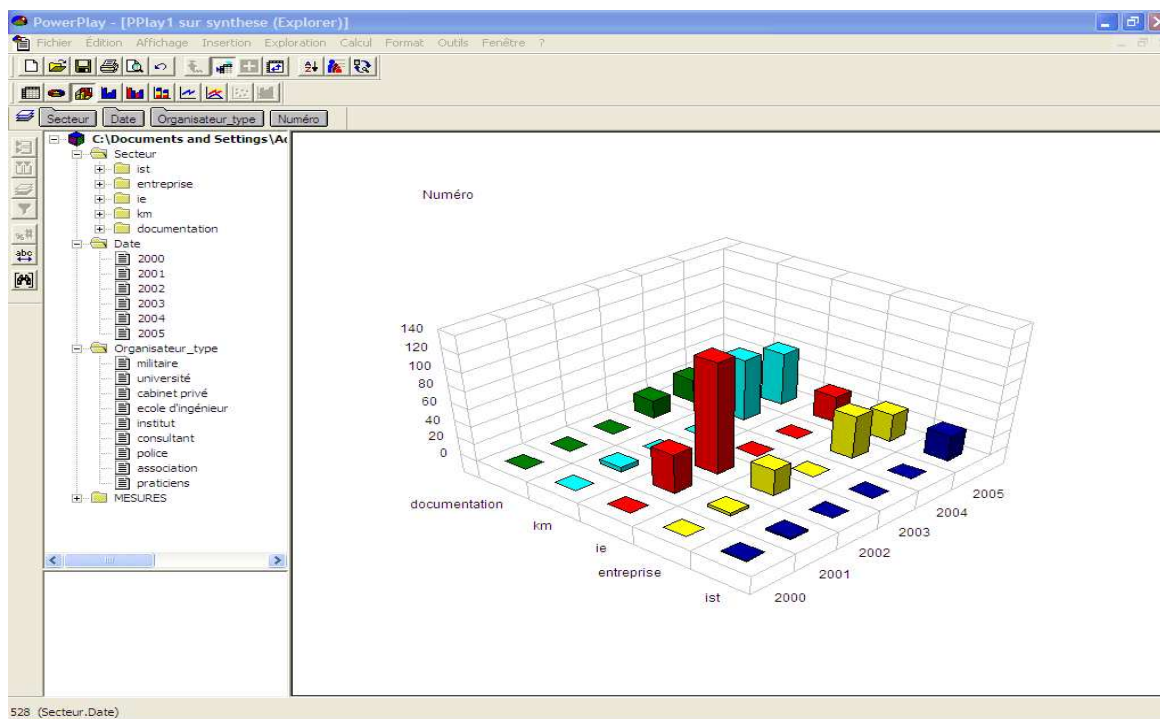 PowerPlay - [PPlay1 sur synthese (Explorer)]
Fichier Édition Affichage Insertion Exploration Calcul Format Outils Fenêtre ?
Secteur Date Organisateur_type Numéro
C:\Documents and Settings\A
Secteur
ist
entreprise
ie
km
documentation
Date
2000
2001
2002
2003
2004
2005
Organisateur_type
militaire
université
cabinet privé
ecole d'ingénieur
institut
consultant
police
association
praticiens
MESURES
Numéro
140
120
100
80
60
40
20
0
documentation
km
ie
entreprise
ist
2000
2001
2002
2003
2004
2005
abc
528 (Secteur.Date)